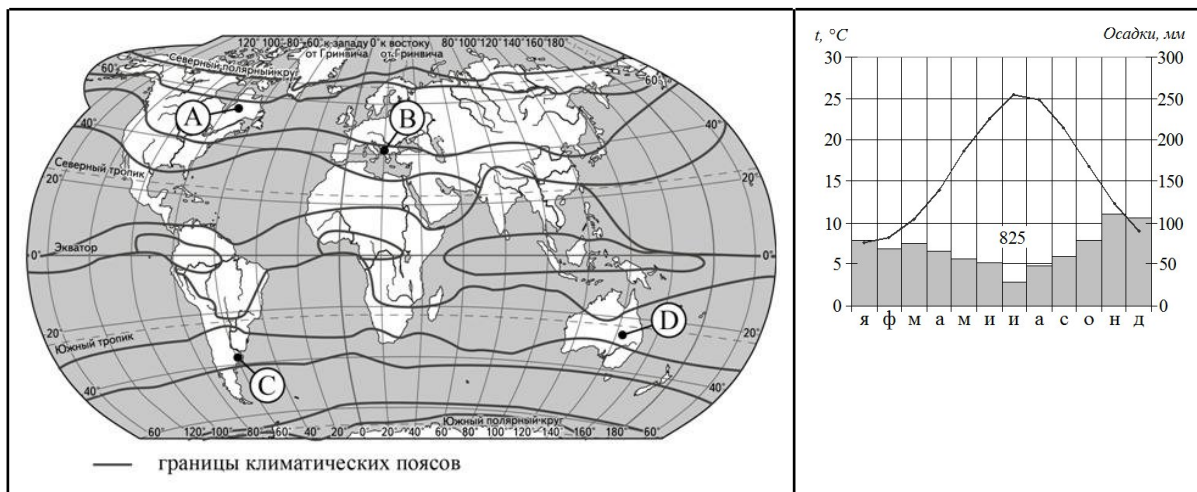 120° 100° 80° 60° к западу от Гринвича 0° к востоку от Гринвича 80° 100° 120° 140° 160° 180°
Северный полярный круг
60° 60°
A
B
40° 40°
Северный тропик
20° 20°
Экватор
0° 0°
D
20° 20°
Южный тропик
C
40° 40°
Южный полярный круг
60° 120° 100° 80° 60° 40° 20° 0° 20° 40° 60° 80° 100° 120° 140° 160° 180° 60°
границы климатических поясов
t, °C Осадки, мм
30 300
25 250
20 200
15 150
10 100
825
5 50
0 0
я ф м а м и и а с о н д